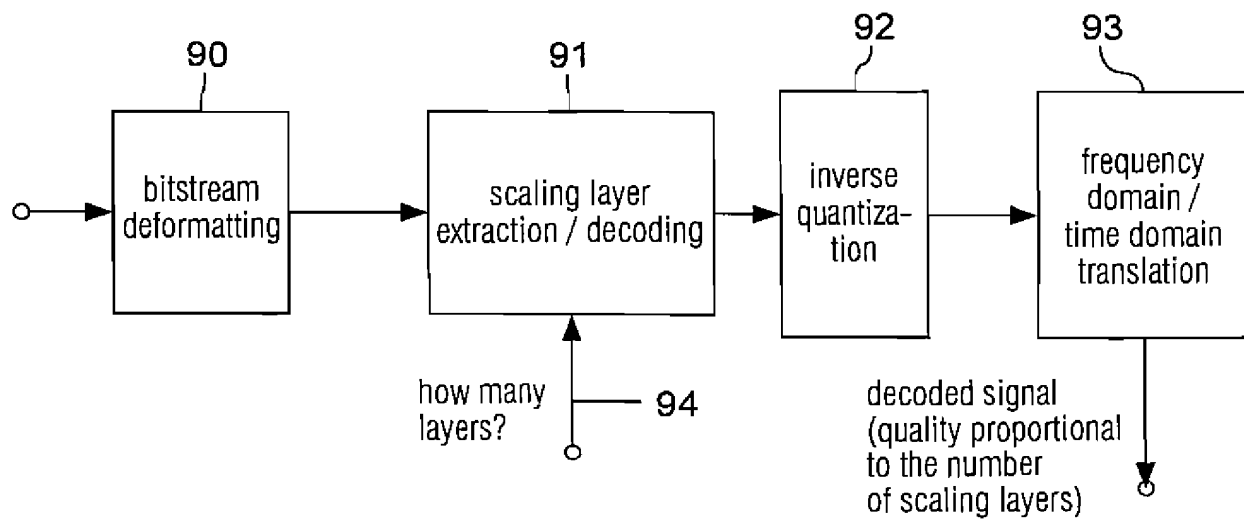 90
91
92
93
bitstream
deformatting
scaling layer
extraction / decoding
inverse
quantiza-
tion
frequency
domain /
time domain
translation
how many
layers?
94
decoded signal
(quality proportional
to the number
of scaling layers)